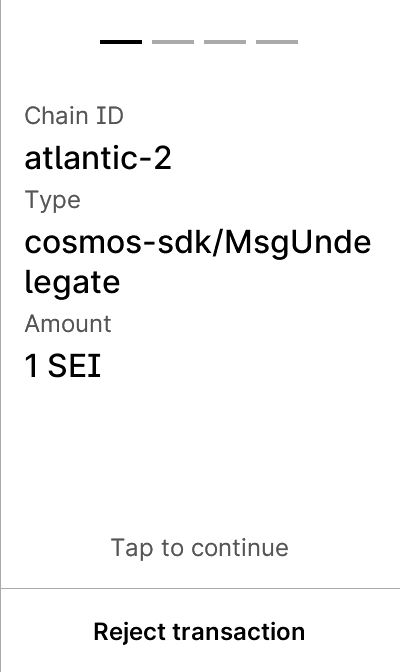 Chain ID
atlantic-2
Type
cosmos-sdk/MsgUnde
legate
Amount
1 SEI
Tap to continue
Reject transaction